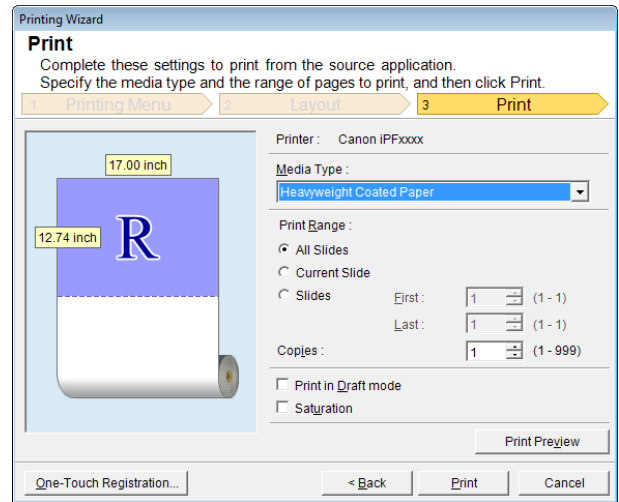 Printing Wizard
Print
Complete these settings to print from the source application.
Specify the media type and the range of pages to print, and then click Print.
1 Printing Menu 2 Layout 3 Print
Printer : Canon iPFxxxx
17.00 inch
Media Type :
Heavyweight Coated Paper
12.74 inch
R
Print Range :
All Slides
Current Slide
Slides First : 1 (1 - 1)
Last : 1 (1 - 1)
Copies : 1 (1 - 999)
Print in Draft mode
Saturation
Print Preview
One-Touch Registration... < Back Print Cancel